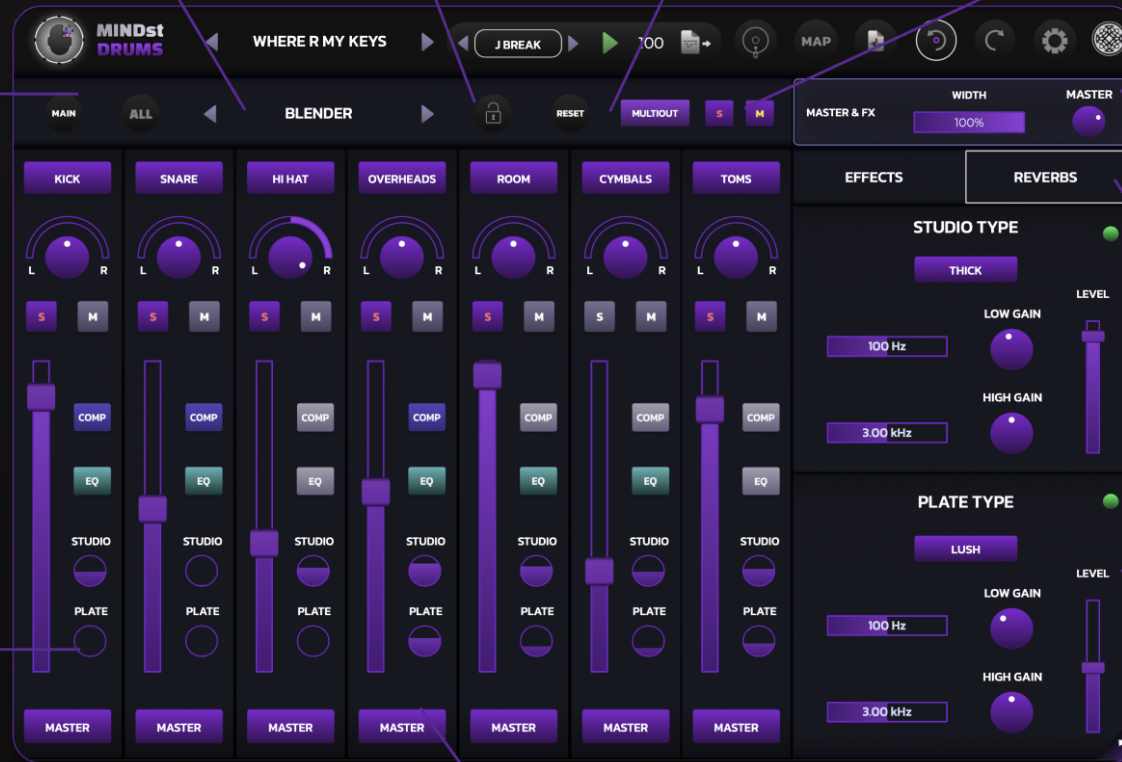 MINDst
DRUMS
WHERE R MY KEYS
J BREAK
100
MAP
MAIN
ALL
BLENDER
RESET
MULTIOUT
S
M
MASTER & FX
WIDTH
100%
MASTER
KICK
SNARE
HI HAT
OVERHEADS
ROOM
CYMBALS
TOMS
EFFECTS
REVERBS
L R L R L R L R L R L R L R
S M S M S M S M S M S M S M
COMP COMP COMP COMP COMP COMP COMP
EQ EQ EQ EQ EQ EQ EQ
STUDIO STUDIO STUDIO STUDIO STUDIO STUDIO STUDIO
PLATE PLATE PLATE PLATE PLATE PLATE PLATE
MASTER MASTER MASTER MASTER MASTER MASTER MASTER
STUDIO TYPE
THICK
LEVEL
LOW GAIN
100 Hz
HIGH GAIN
3.00 kHz
PLATE TYPE
LUSH
LEVEL
LOW GAIN
100 Hz
HIGH GAIN
3.00 kHz